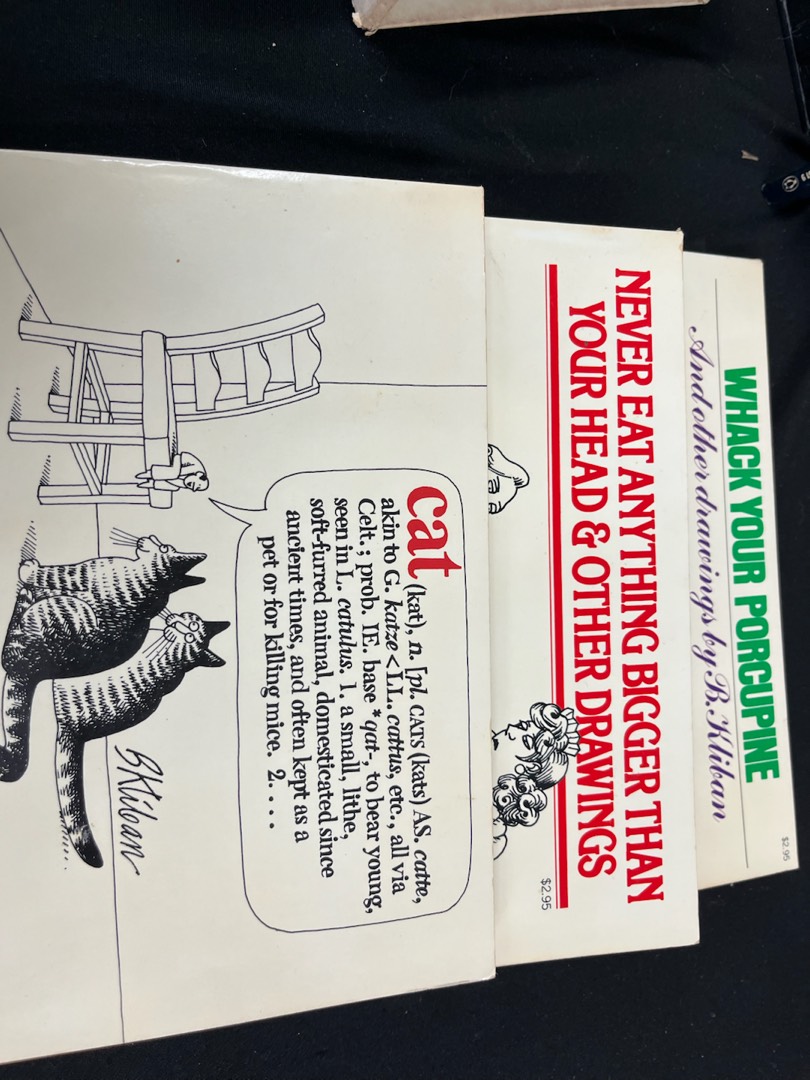 WHACK YOUR PORCUPINE
And other drawings by B. Kliban
$2.95
NEVER EAT ANYTHING BIGGER THAN
YOUR HEAD & OTHER DRAWINGS
$2.95
cat (kat), n. [pl. CATS (kats) AS. catte,
akin to G. katze < LL. cattus, etc., all via
Celt.; prob. IE. base *qat-, to bear young,
seen in L. catulus. 1. a small, lithe,
soft-furred animal, domesticated since
ancient times, and often kept as a
pet or for killing mice. 2. . . .
B Kliban